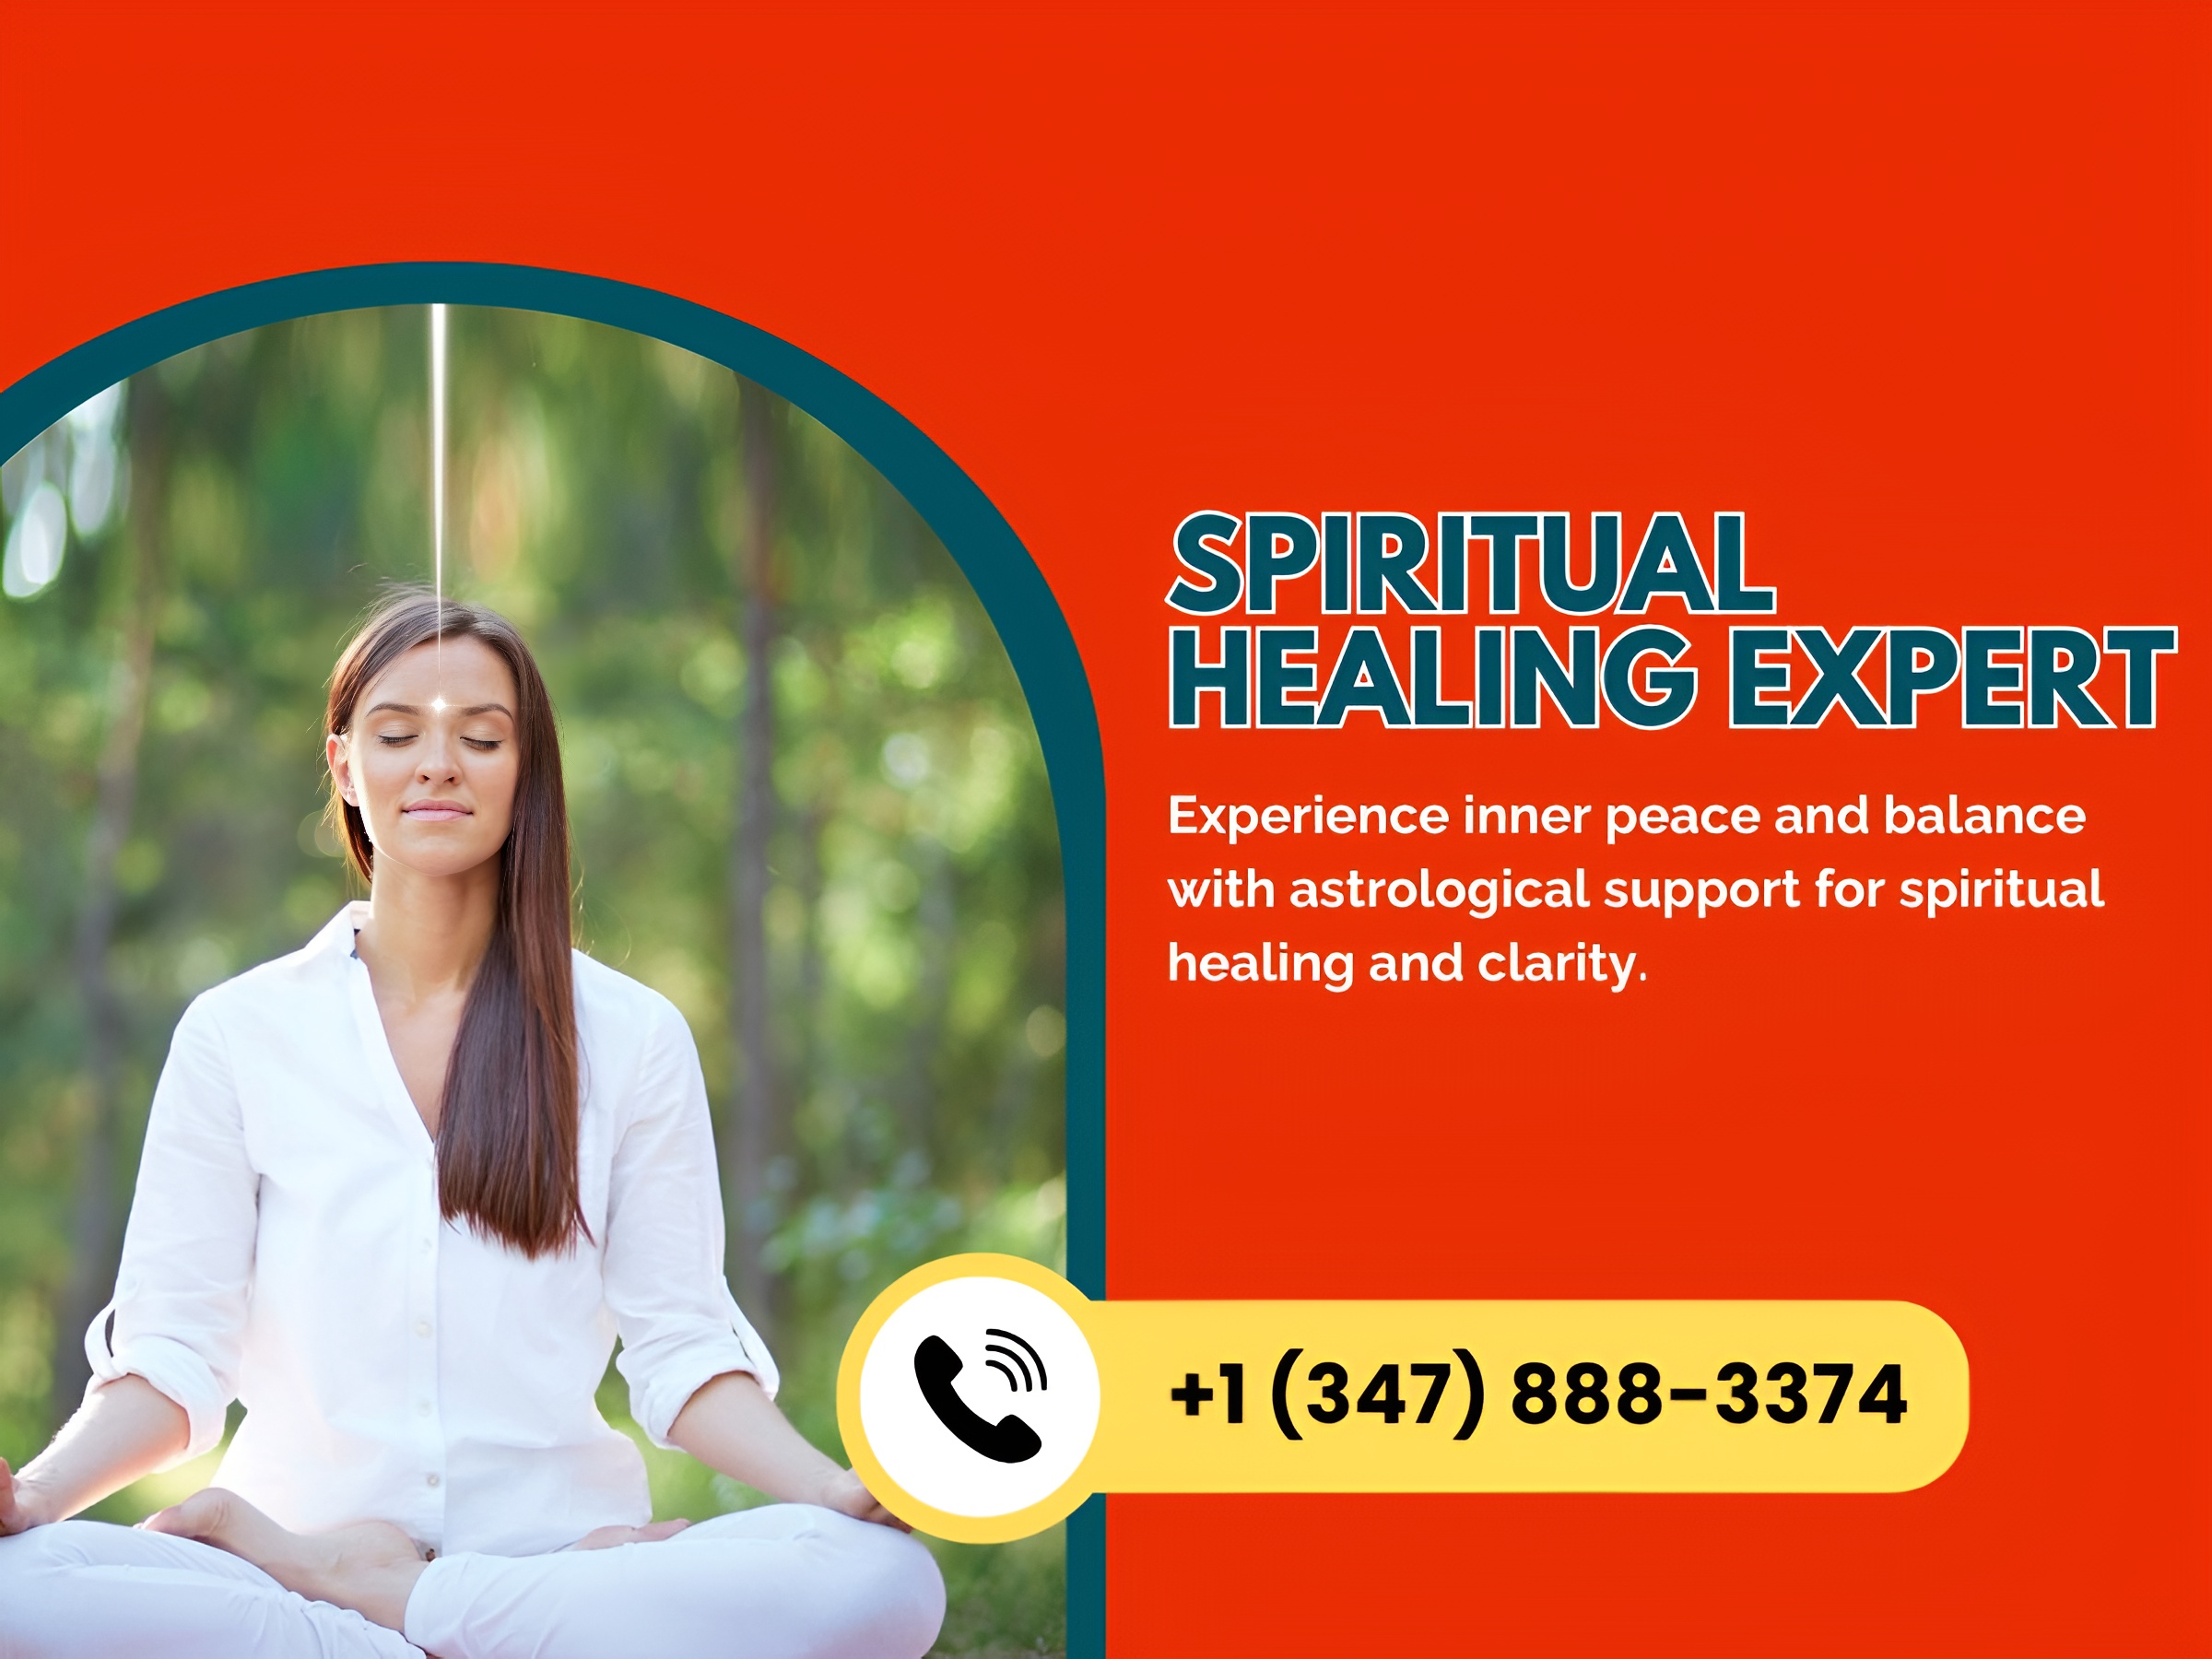 SPIRITUAL
HEALING EXPERT
Experience inner peace and balance
with astrological support for spiritual
healing and clarity.
+1 (347) 888-3374